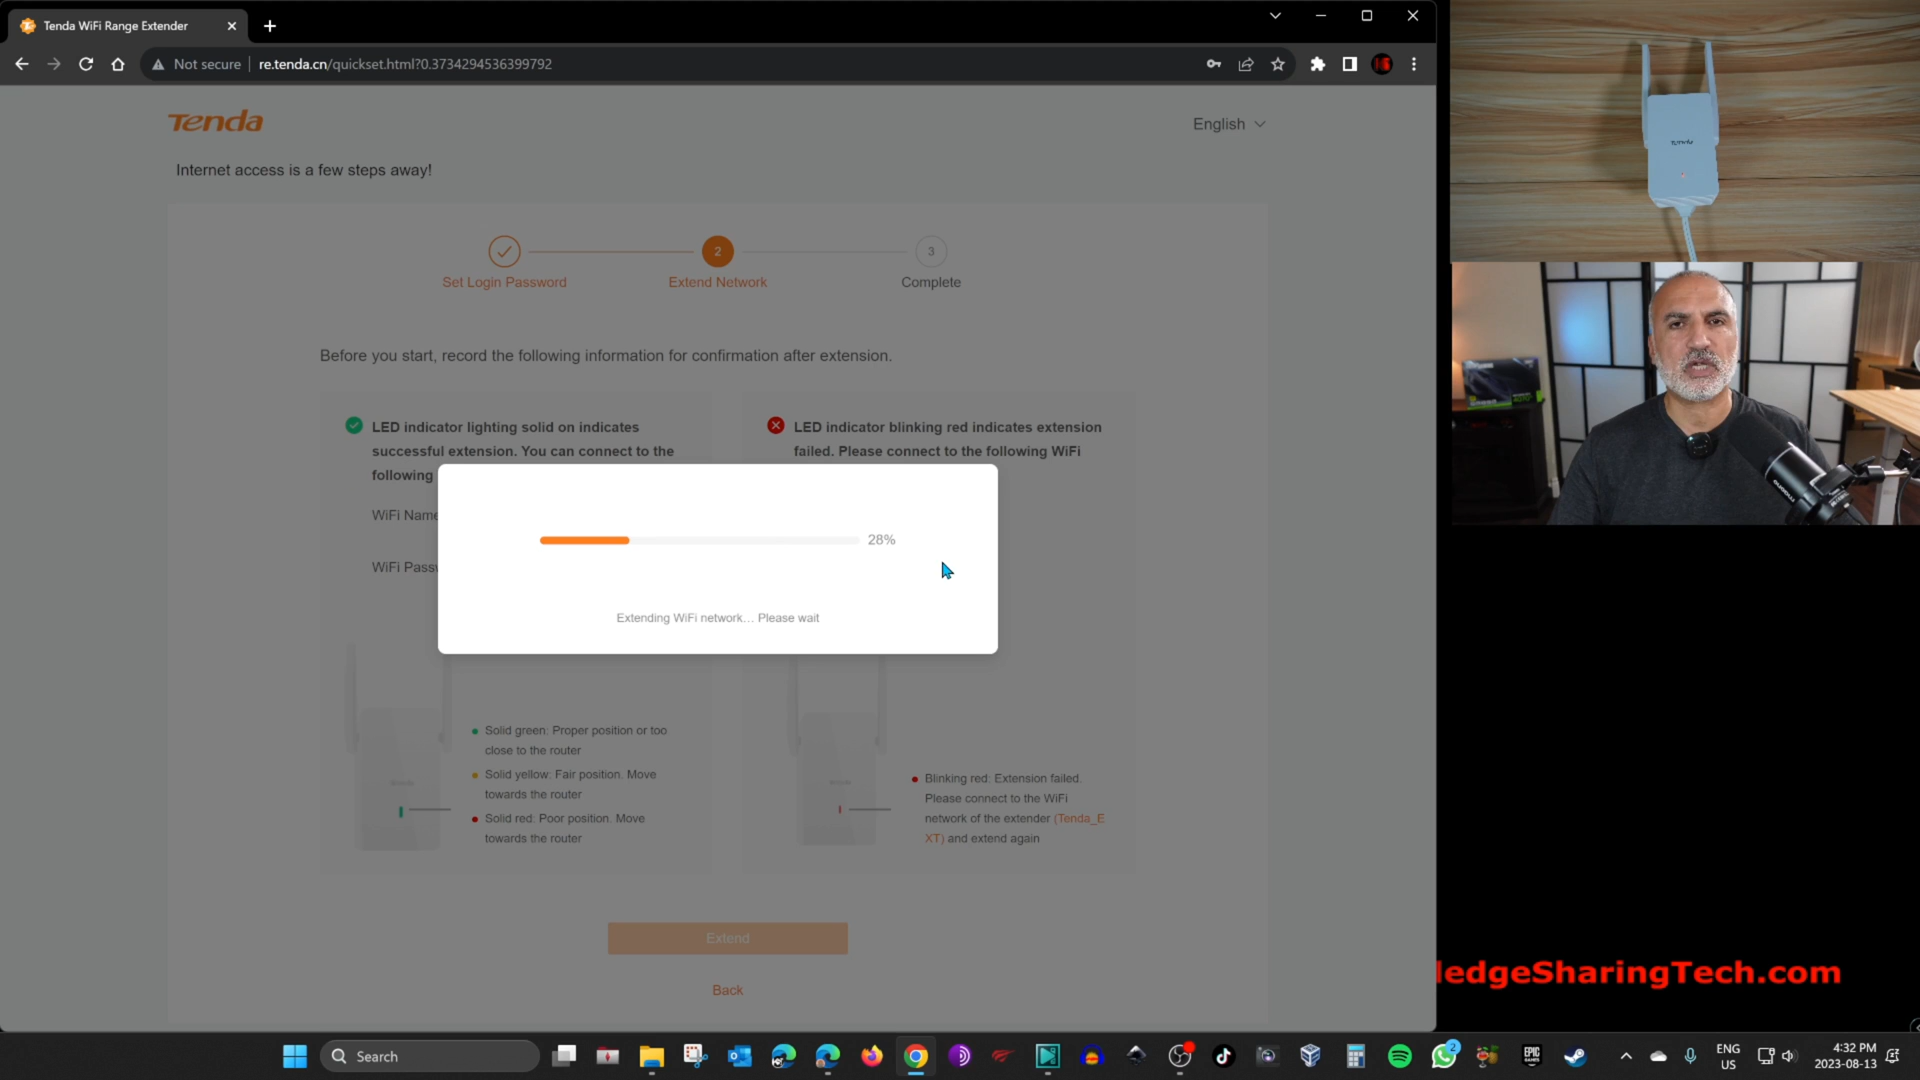 Tenda WiFi Range Extender
Not secure
re.tenda.cn/quickset.html?0.3734294536399792
Tenda
English
Internet access is a few steps away!
2
3
Set Login Password
Extend Network
Complete
Before you start, record the following information for confirmation after extension.
LED indicator lighting solid on indicates
successful extension. You can connect to the
following
WiFi Name
WiFi Passw
LED indicator blinking red indicates extension
failed. Please connect to the following WiFi
28%
Extending WiFi network... Please wait
Solid green: Proper position or too
close to the router
Solid yellow: Fair position. Move
towards the router
Solid red: Poor position. Move
towards the router
Blinking red: Extension failed.
Please connect to the WiFi
network of the extender (Tenda_E
XT) and extend again
Extend
Back
Tenda
ledgeSharingTech.com
Search
2
EPIC
GAMES
ENG
US
4:32 PM
2023-08-13